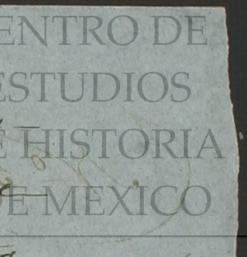 ENTRO DE
ESTUDIOS
E HISTORIA
E MEXICO